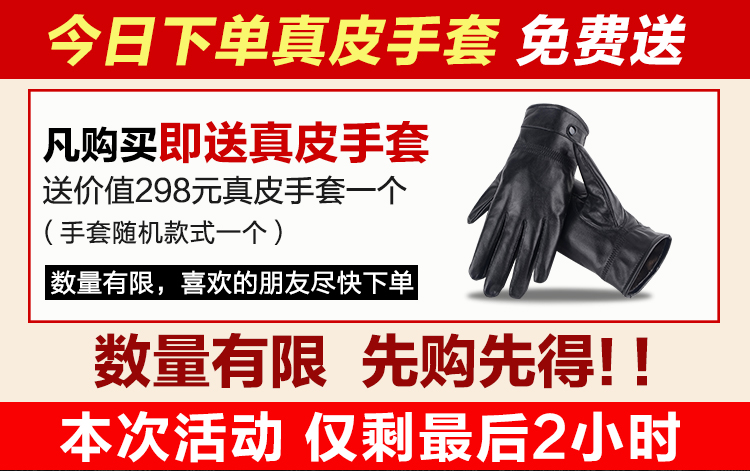 今日下单真皮手套 免费送
凡购买即送真皮手套
送价值298元真皮手套一个
（手套随机款式一个）
数量有限，喜欢的朋友尽快下单
数量有限 先购先得！！
本次活动 仅剩最后2小时